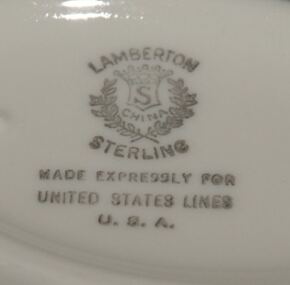 LAMBERTON
S
CHINA
STERLING
MADE EXPRESSLY FOR
UNITED STATES LINES
U. S. A.